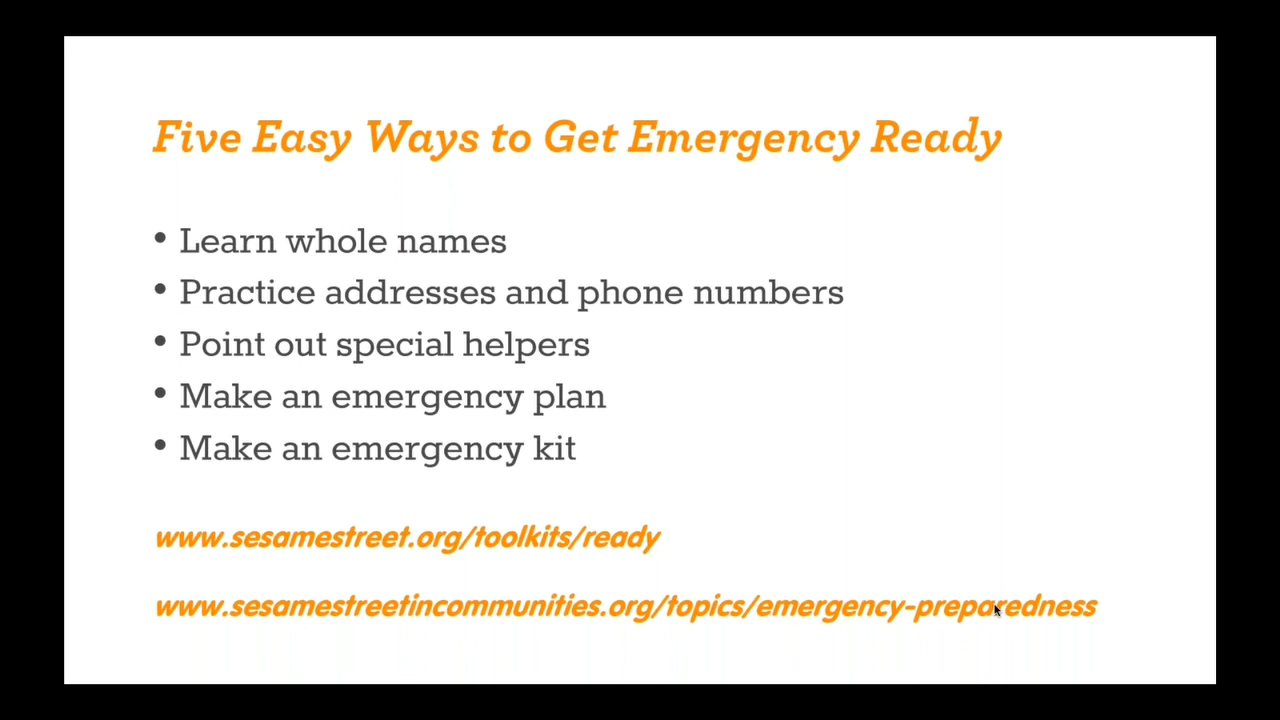 Five Easy Ways to Get Emergency Ready
• Learn whole names
• Practice addresses and phone numbers
• Point out special helpers
• Make an emergency plan
• Make an emergency kit
www.sesamestreet.org/toolkits/ready
www.sesamestreetincommunities.org/topics/emergency-preparedness